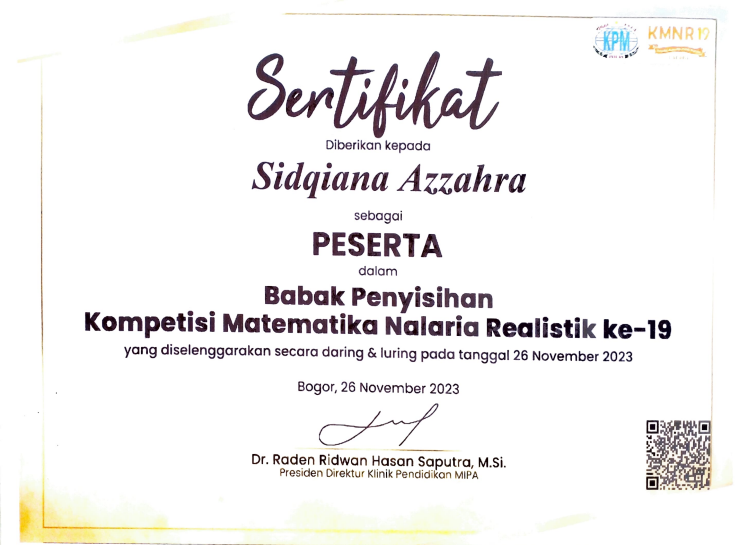 KPM
KMNR19
Sertifikat
Diberikan kepada
Sidqiana Azzahra
sebagai
PESERTA
dalam
Babak Penyisihan
Kompetisi Matematika Nalaria Realistik ke-19
yang diselenggarakan secara daring & luring pada tanggal 26 November 2023
Bogor, 26 November 2023
Dr. Raden Ridwan Hasan Saputra, M.Si.
Presiden Direktur Klinik Pendidikan MIPA